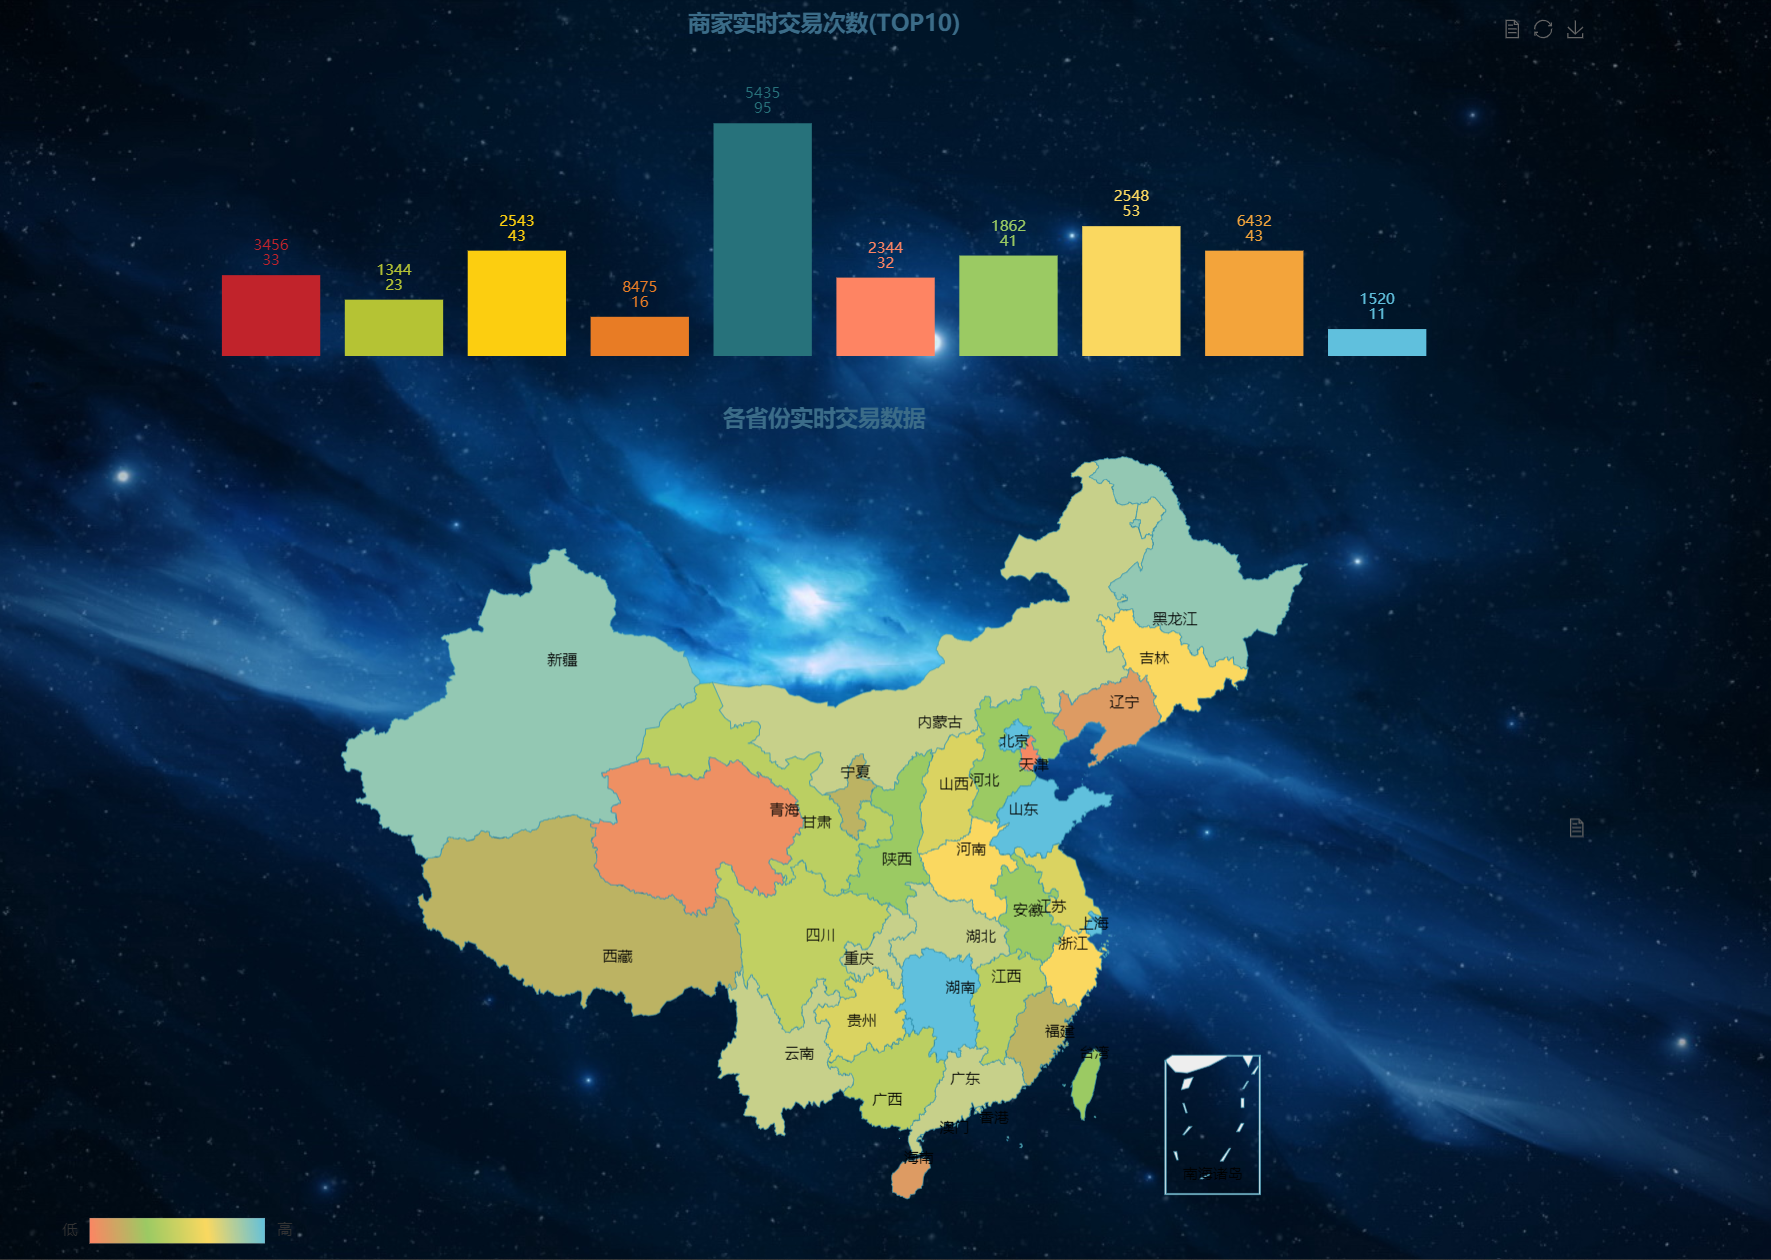 商家实时交易次数(TOP10)
5435
95
2548
53
2543
43
6432
43
1862
41
3456
33
2344
32
1344
23
8475
16
1520
11
各省份实时交易数据
黑龙江
吉林
新疆
辽宁
内蒙古
北京
天津
宁夏
河北
山西
青海
山东
甘肃
河南
陕西
江苏
安徽
上海
四川
湖北
浙江
西藏
重庆
江西
湖南
贵州
福建
云南
台湾
广东
广西
香港
澳门
海南
南海诸岛
低
高